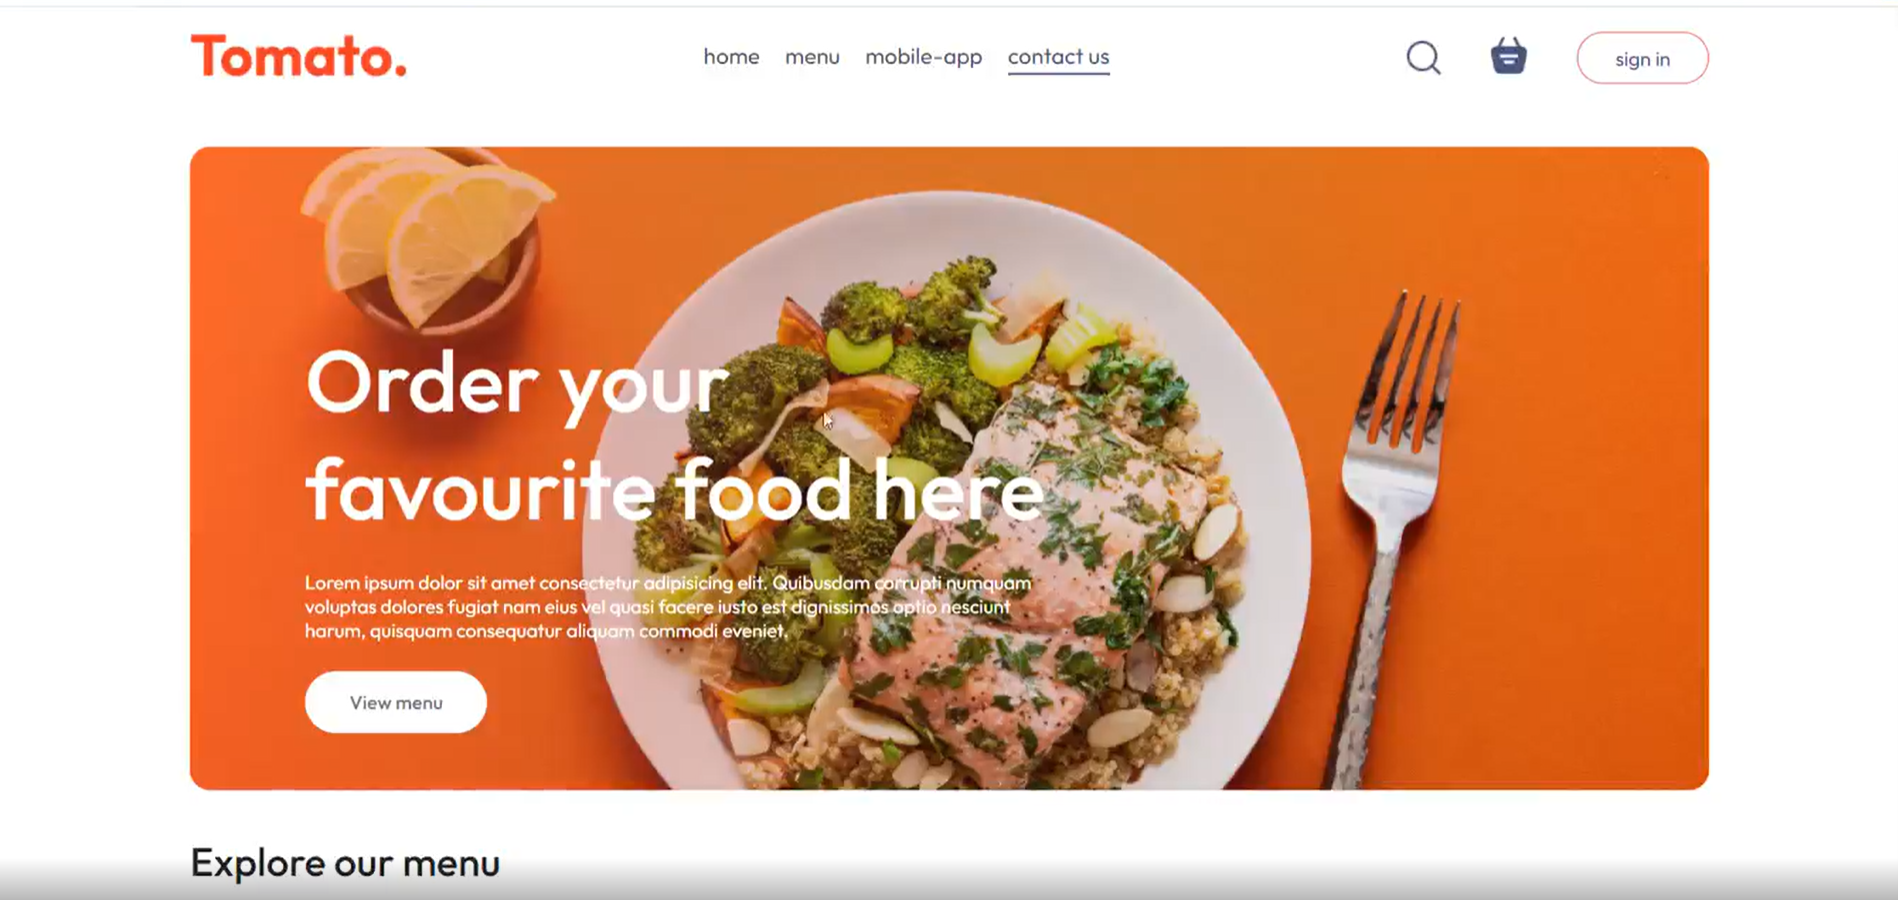 Tomato.
home menu mobile-app contact us
sign in
Order your
favourite food here
Lorem ipsum dolor sit amet consectetur adipisicing elit. Quibusdam corrupti numquam
voluptas dolores fugiat nam eius vel quasi facere iusto est dignissimos optio nesciunt
harum, quisquam consequatur aliquam commodi eveniet.
View menu
Explore our menu